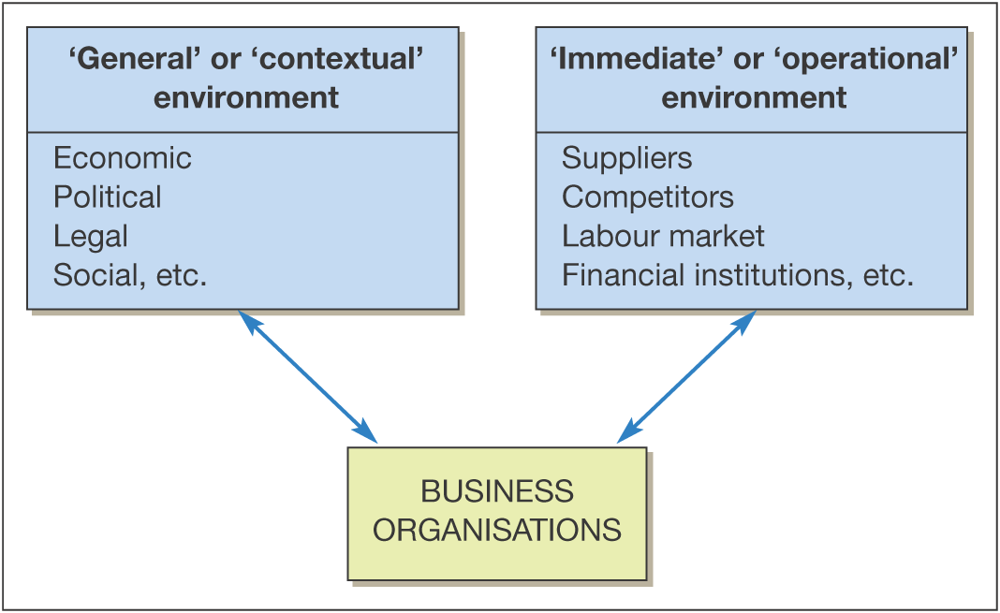 ‘General’ or ‘contextual’
environment
Economic
Political
Legal
Social, etc.
‘Immediate’ or ‘operational’
environment
Suppliers
Competitors
Labour market
Financial institutions, etc.
BUSINESS
ORGANISATIONS